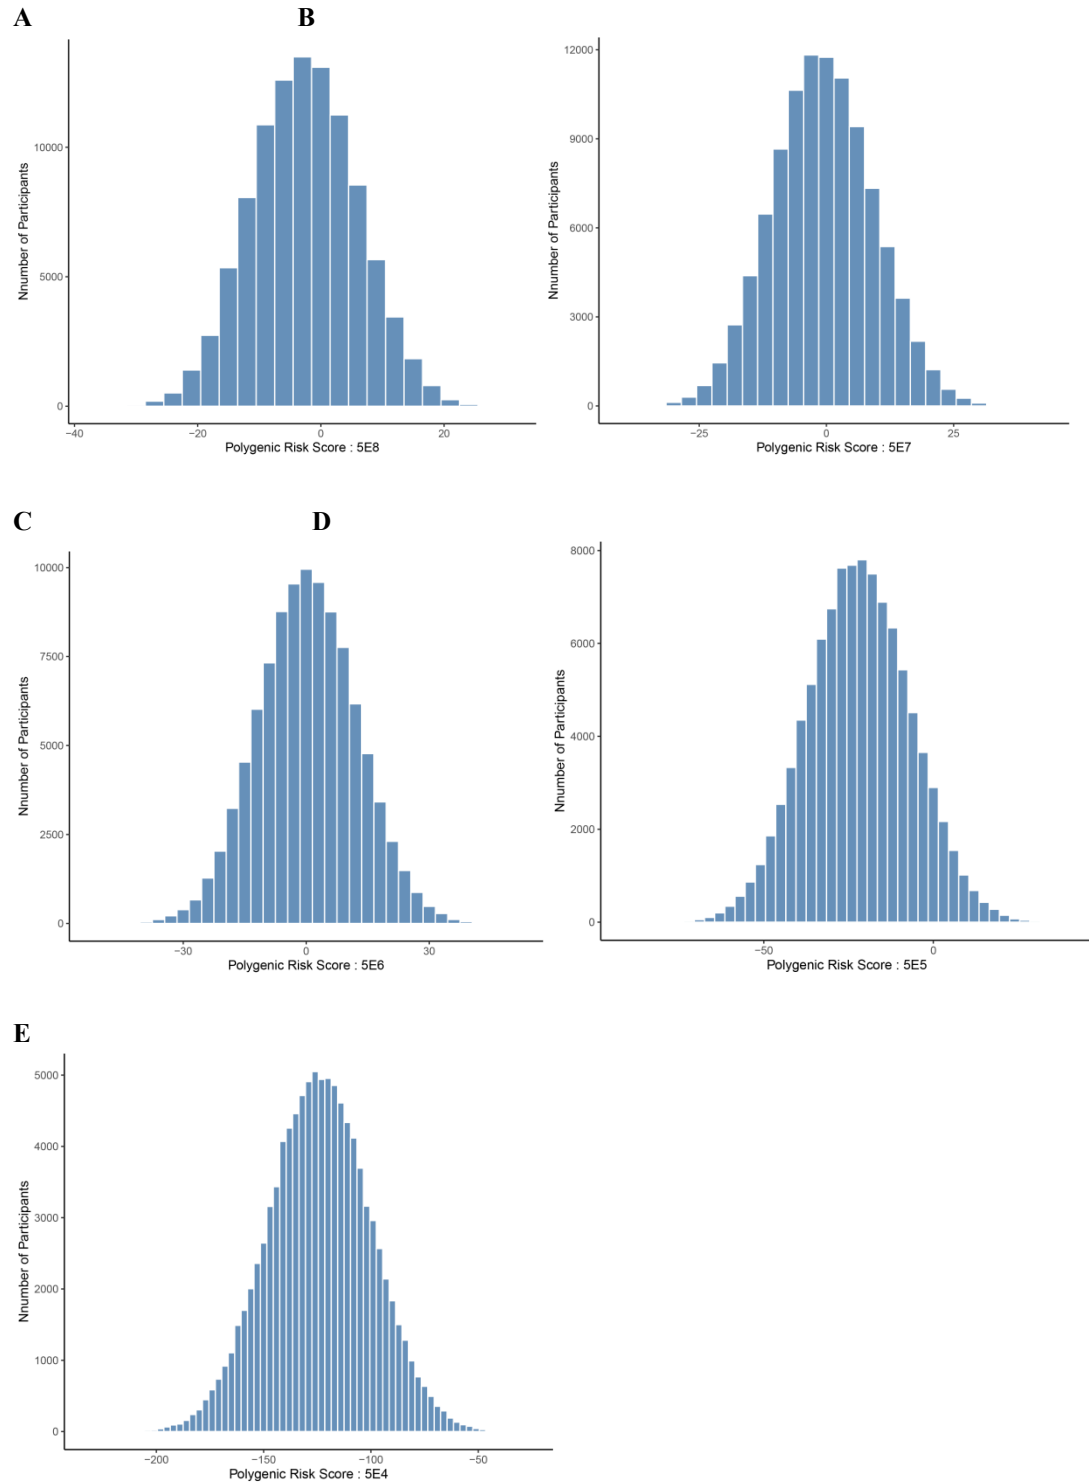 A B
10000
5000
0
−40 −20 0 20
Nnumber of Participants
Polygenic Risk Score : 5E8
12000
9000
6000
3000
0
−25 0 25
Nnumber of Participants
Polygenic Risk Score : 5E7
C D
10000
7500
5000
2500
0
−30 0 30
Nnumber of Participants
Polygenic Risk Score : 5E6
8000
6000
4000
2000
0
−50 0
Nnumber of Participants
Polygenic Risk Score : 5E5
E
5000
4000
3000
2000
1000
0
−200 −150 −100 −50
Nnumber of Participants
Polygenic Risk Score : 5E4